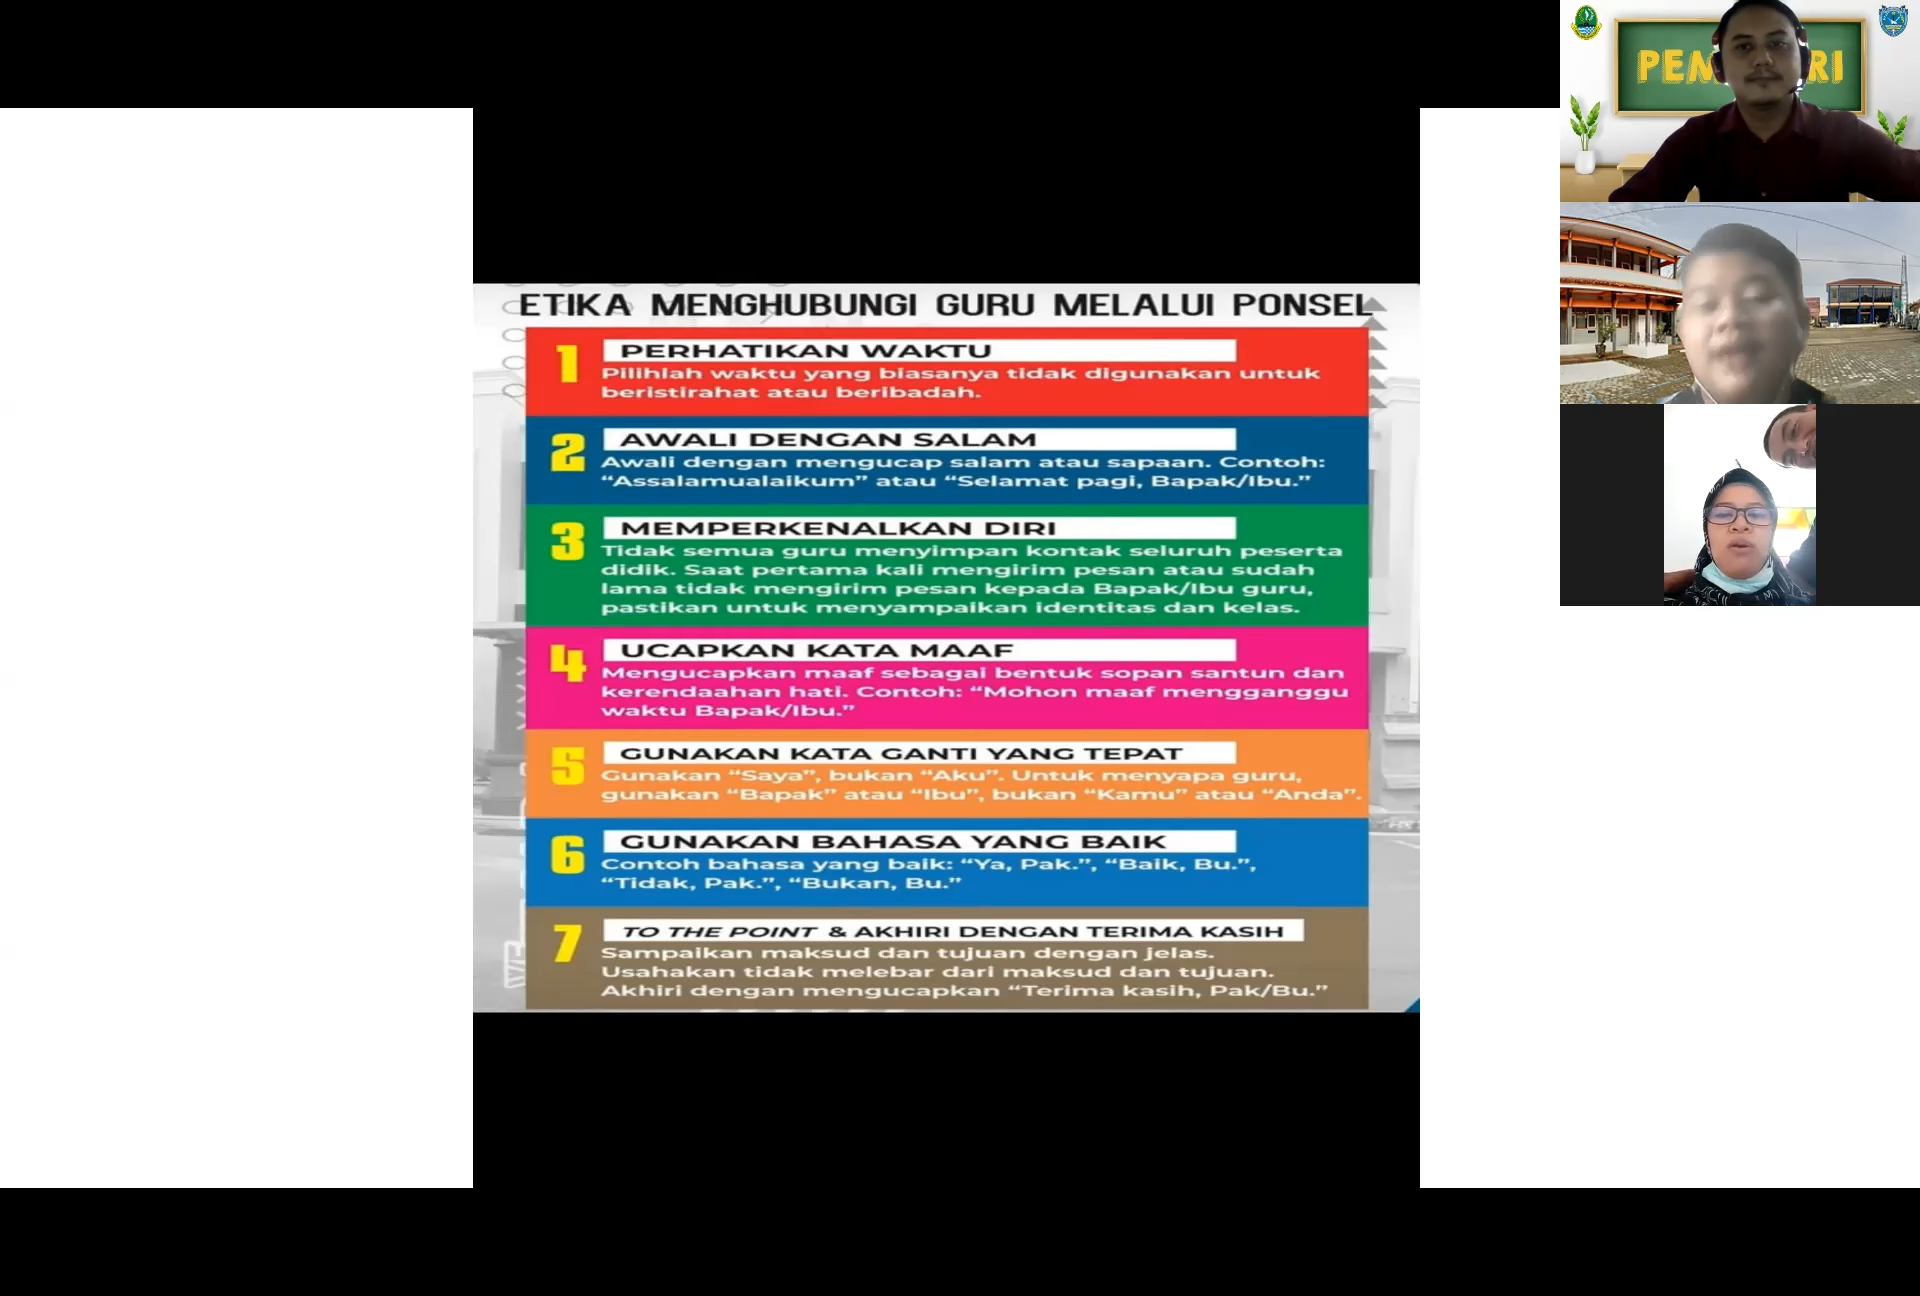 ETIKA MENGHUBUNGI GURU MELALUI PONSEL
1 PERHATIKAN WAKTU
Pilihlah waktu yang biasanya tidak digunakan untuk
beristirahat atau beribadah.
2 AWALI DENGAN SALAM
Awali dengan mengucap salam atau sapaan. Contoh:
“Assalamualaikum” atau “Selamat pagi, Bapak/Ibu.”
3 MEMPERKENALKAN DIRI
Tidak semua guru menyimpan kontak seluruh peserta
didik. Saat pertama kali mengirim pesan atau sudah
lama tidak mengirim pesan kepada Bapak/Ibu guru,
pastikan untuk menyampaikan identitas dan kelas.
4 UCAPKAN KATA MAAF
Mengucapkan maaf sebagai bentuk sopan santun dan
kerendaahan hati. Contoh: “Mohon maaf mengganggu
waktu Bapak/Ibu.”
5 GUNAKAN KATA GANTI YANG TEPAT
Gunakan “Saya”, bukan “Aku”. Untuk menyapa guru,
gunakan “Bapak” atau “Ibu”, bukan “Kamu” atau “Anda”.
6 GUNAKAN BAHASA YANG BAIK
Contoh bahasa yang baik: “Ya, Pak.”, “Baik, Bu.”,
“Tidak, Pak.”, “Bukan, Bu.”
7 TO THE POINT & AKHIRI DENGAN TERIMA KASIH
Sampaikan maksud dan tujuan dengan jelas.
Usahakan tidak melebar dari maksud dan tujuan.
Akhiri dengan mengucapkan “Terima kasih, Pak/Bu.”